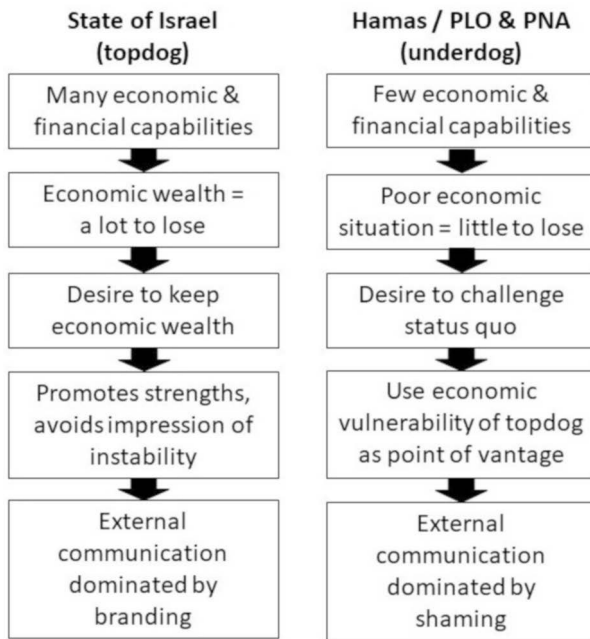 State of Israel
(topdog)
Many economic &
financial capabilities
Economic wealth =
a lot to lose
Desire to keep
economic wealth
Promotes strengths,
avoids impression of
instability
External
communication
dominated by
branding
Hamas / PLO & PNA
(underdog)
Few economic &
financial capabilities
Poor economic
situation = little to lose
Desire to challenge
status quo
Use economic
vulnerability of topdog
as point of vantage
External
communication
dominated by
shaming